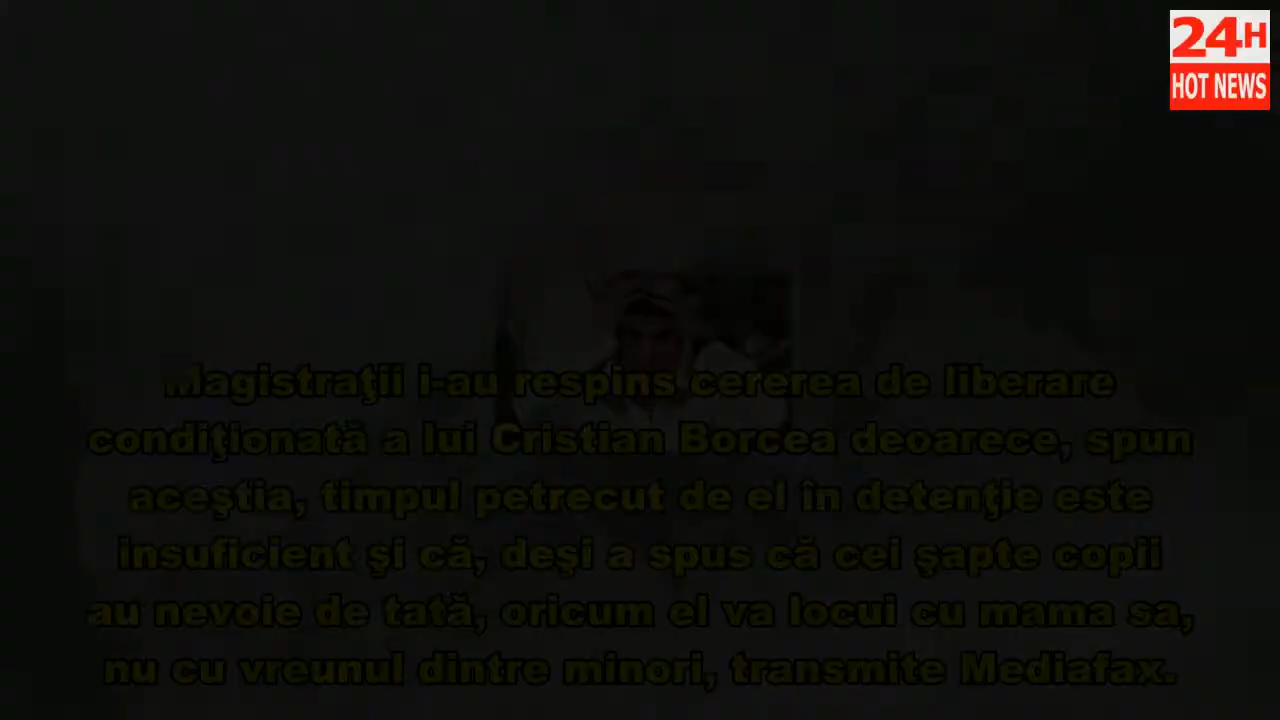 24H
HOT NEWS
Magistraţii i-au respins cererea de liberare
condiţionată a lui Cristian Borcea deoarece, spun
aceştia, timpul petrecut de el în detenţie este
insuficient şi că, deşi a spus că cei şapte copii
au nevoie de tată, oricum el va locui cu mama sa,
nu cu vreunul dintre minori, transmite Mediafax.